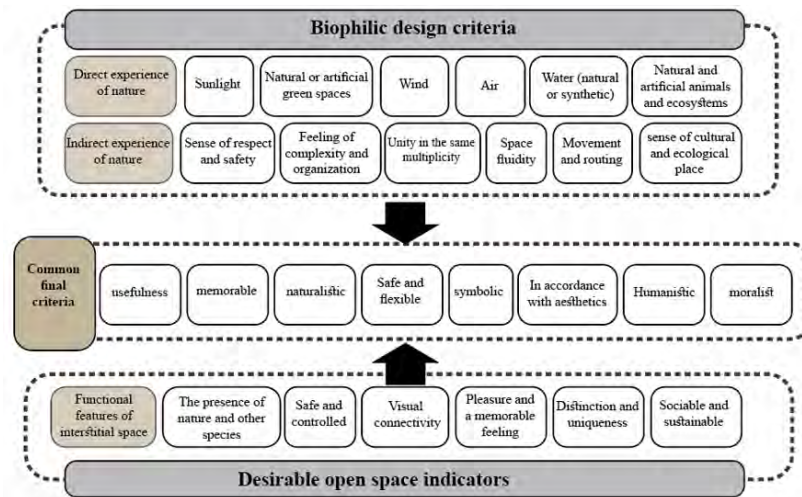 Biophilic design criteria
Direct experience
of nature
Sunlight
Natural or artificial
green spaces
Wind
Air
Water (natural
or synthetic)
Natural and
artificial animals
and ecosystems
Indirect experience
of nature
Sense of respect
and safety
Feeling of
complexity and
organization
Unity in the same
multiplicity
Space
fluidity
Movement
and routing
sense of cultural
and ecological
place
Common
final
criteria
usefulness
memorable
naturalistic
Safe and
flexible
symbolic
In accordance
with aesthetics
Humanistic
moralist
Functional
features of
interstitial space
The presence of
nature and other
species
Safe and
controlled
Visual
connectivity
Pleasure and
a memorable
feeling
Distinction and
uniqueness
Sociable and
sustainable
Desirable open space indicators